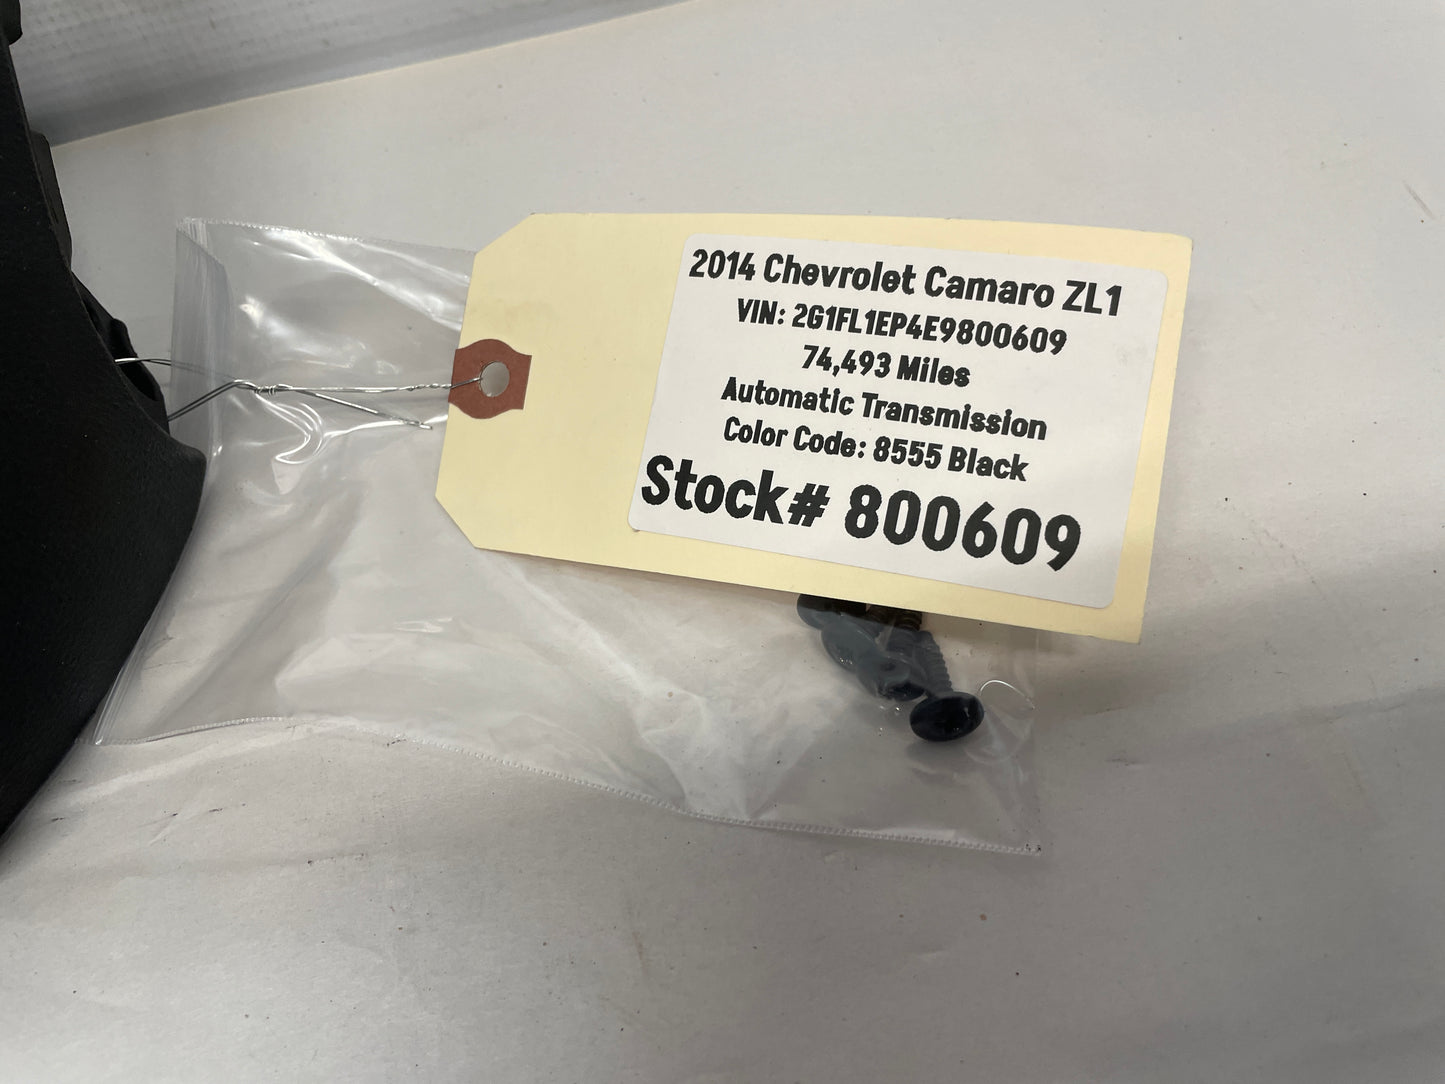 2014 Chevrolet Camaro ZL1
VIN: 2G1FL1EP4E9800609
74,493 Miles
Automatic Transmission
Color Code: 8555 Black
Stock# 800609